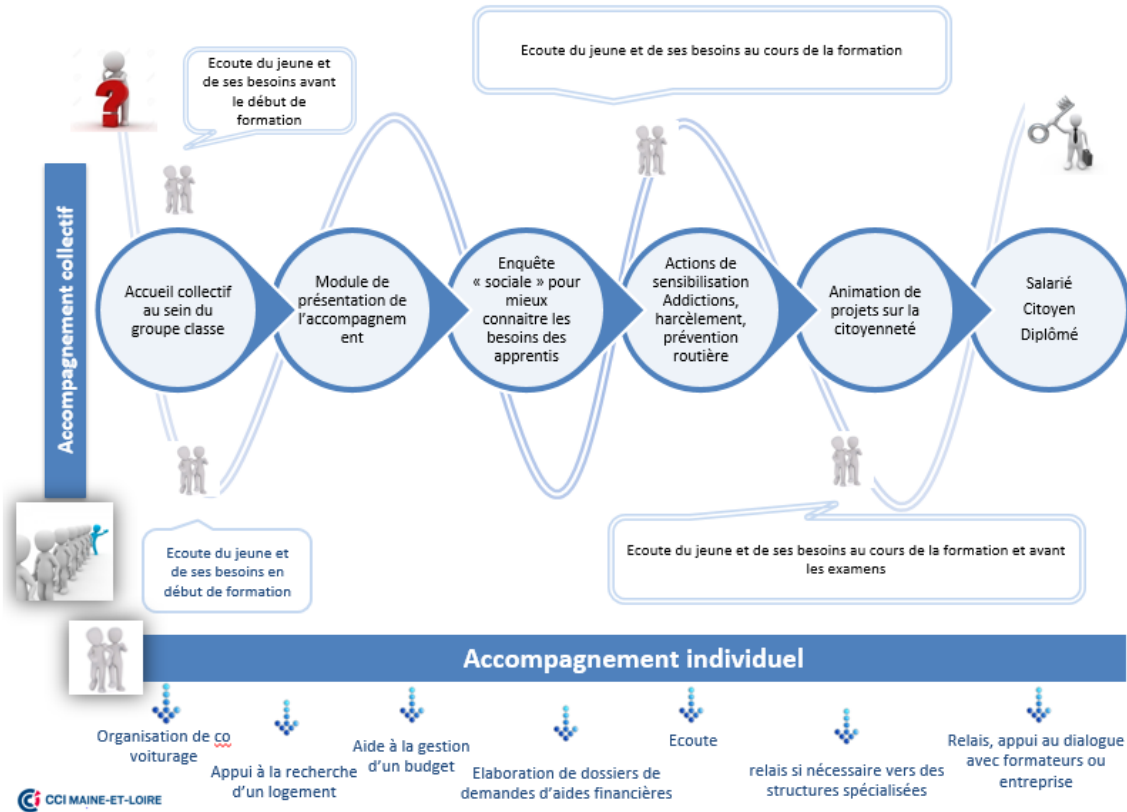 Ecoute du jeune et
de ses besoins avant
le début de
formation
Ecoute du jeune et de ses besoins au cours de la formation
Accompagnement collectif
Accueil collectif
au sein du
groupe classe
Module de
présentation de
l’accompagnem
ent
Enquête
« sociale » pour
mieux
connaitre les
besoins des
apprentis
Actions de
sensibilisation
Addictions,
harcèlement,
prévention
routière
Animation de
projets sur la
citoyenneté
Salarié
Citoyen
Diplômé
Ecoute du jeune et
de ses besoins en
début de formation
Ecoute du jeune et de ses besoins au cours de la formation et avant
les examens
Accompagnement individuel
Organisation de co
voiturage
Appui à la recherche
d’un logement
Aide à la gestion
d’un budget
Elaboration de dossiers de
demandes d’aides financières
Ecoute
relais si nécessaire vers des
structures spécialisées
Relais, appui au dialogue
avec formateurs ou
entreprise
CCI MAINE-ET-LOIRE